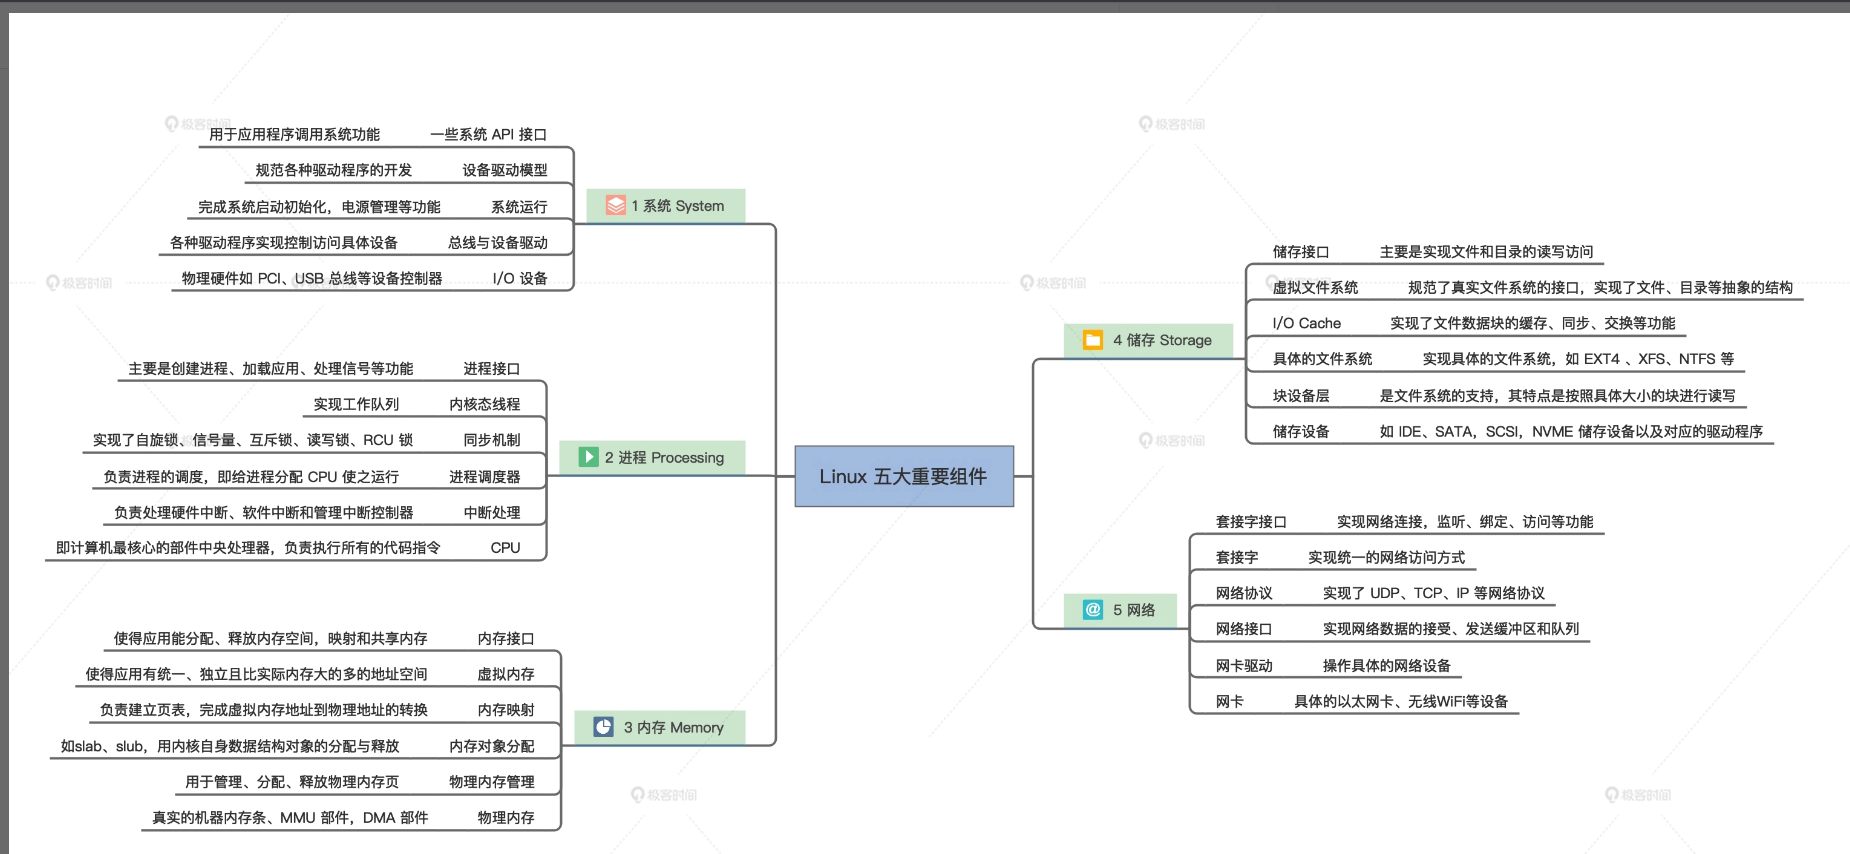 Linux 五大重要组件
1 系统 System
一些系统 API 接口
用于应用程序调用系统功能
设备驱动模型
规范各种驱动程序的开发
系统运行
完成系统启动初始化，电源管理等功能
总线与设备驱动
各种驱动程序实现控制访问具体设备
I/O 设备
物理硬件如 PCI、USB 总线等设备控制器
2 进程 Processing
进程接口
主要是创建进程、加载应用、处理信号等功能
内核态线程
实现工作队列
同步机制
实现了自旋锁、信号量、互斥锁、读写锁、RCU 锁
进程调度器
负责进程的调度，即给进程分配 CPU 使之运行
中断处理
负责处理硬件中断、软件中断和管理中断控制器
CPU
即计算机最核心的部件中央处理器，负责执行所有的代码指令
3 内存 Memory
内存接口
使得应用能分配、释放内存空间，映射和共享内存
虚拟内存
使得应用有统一、独立且比实际内存大的多的地址空间
内存映射
负责建立页表，完成虚拟内存地址到物理地址的转换
内存对象分配
如slab、slub，用内核自身数据结构对象的分配与释放
物理内存管理
用于管理、分配、释放物理内存页
物理内存
真实的机器内存条、MMU 部件，DMA 部件
4 储存 Storage
储存接口
主要是实现文件和目录的读写访问
虚拟文件系统
规范了真实文件系统的接口，实现了文件、目录等抽象的结构
I/O Cache
实现了文件数据块的缓存、同步、交换等功能
具体的文件系统
实现具体的文件系统，如 EXT4 、XFS、NTFS 等
块设备层
是文件系统的支持，其特点是按照具体大小的块进行读写
储存设备
如 IDE、SATA，SCSI，NVME 储存设备以及对应的驱动程序
5 网络
套接字接口
实现网络连接，监听、绑定、访问等功能
套接字
实现统一的网络访问方式
网络协议
实现了 UDP、TCP、IP 等网络协议
网络接口
实现网络数据的接受、发送缓冲区和队列
网卡驱动
操作具体的网络设备
网卡
具体的以太网卡、无线WiFi等设备
极客时间
极客时间
极客时间
极客时间
极客时间
极客时间
极客时间
极客时间